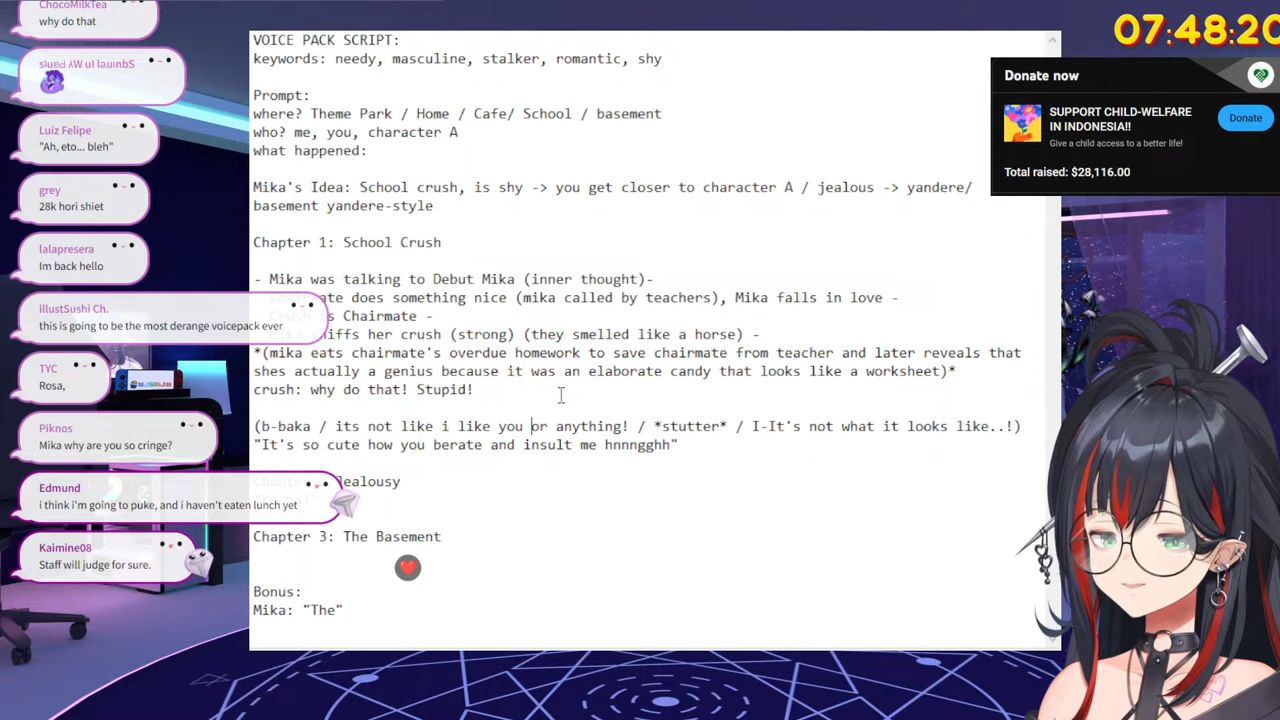 ChocoMilkTea
why do that
Luiz Felipe
"Ah, eto... bleh"
grey
28k hori shiet
lalapresera
Im back hello
illustSushi Ch.
this is going to be the most derange voicepack ever
TYC
Rosa,
Piknos
Mika why are you so cringe?
Edmund
i think i'm going to puke, and i haven't eaten lunch yet
Kaimine08
Staff will judge for sure.
VOICE PACK SCRIPT:
keywords: needy, masculine, stalker, romantic, shy
Prompt:
where? Theme Park / Home / Cafe/ School / basement
who? me, you, character A
what happened:
Mika's Idea: School crush, is shy -> you get closer to character A / jealous -> yandere/
basement yandere-style
Chapter 1: School Crush
- Mika was talking to Debut Mika (inner thought)-
does something nice (mika called by teachers), Mika falls in love -
Chairmate -
her crush (strong) (they smelled like a horse) -
*(mika eats chairmate's overdue homework to save chairmate from teacher and later reveals that
shes actually a genius because it was an elaborate candy that looks like a worksheet)*
crush: why do that! Stupid!
(b-baka / its not like i like you or anything! / *stutter* / I-It's not what it looks like..!)
"It's so cute how you berate and insult me hnnngghh"
Jealousy
Chapter 3: The Basement
Bonus:
Mika: "The"
07:48:20
Donate now
SUPPORT CHILD-WELFARE
IN INDONESIA!!
Give a child access to a better life!
Donate
Total raised: $28,116.00